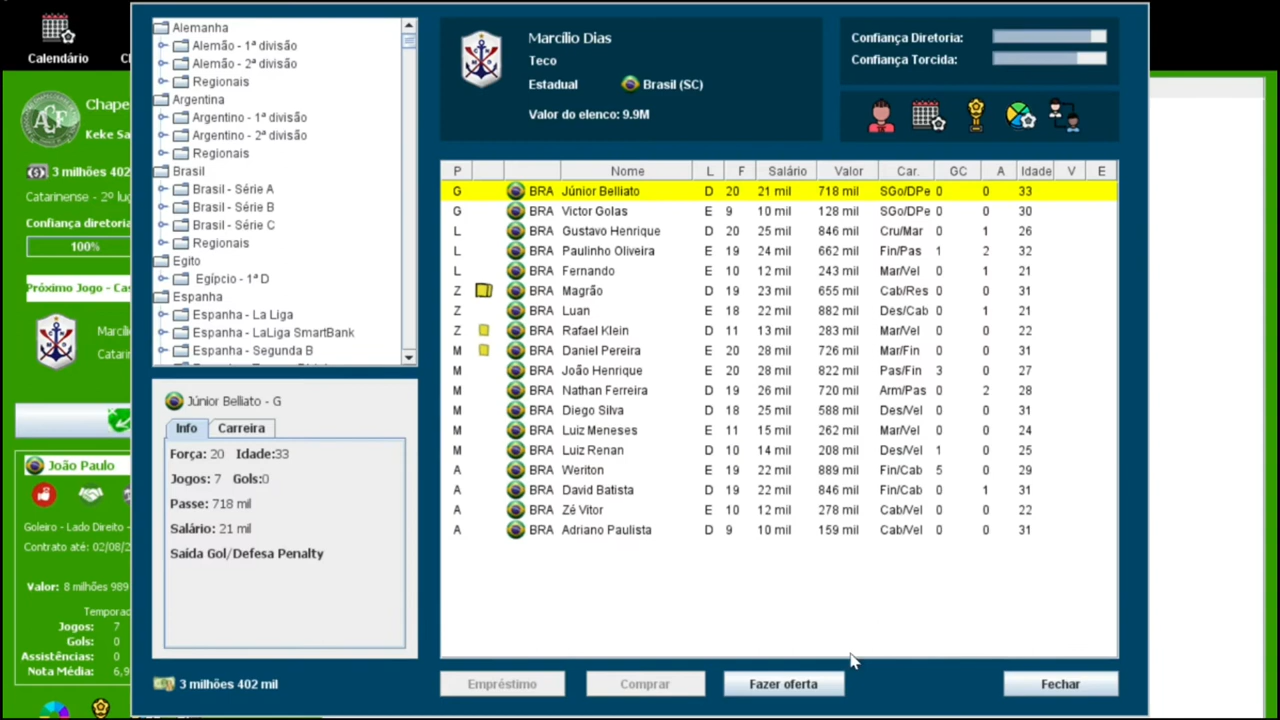 Calendário
Chape
Keke Sa
3 milhões 402
Catarinense - 2º lu
Confiança diretoria
100%
Próximo Jogo - Cas
Marcíl
Catari
João Paulo
Goleiro - Lado Direito -
Contrato até: 02/08/2
Valor: 8 milhões 989
Temporad
Jogos: 7
Gols: 0
Assistências: 0
Nota Média: 6,9
Alemanha
Alemão - 1ª divisão
Alemão - 2ª divisão
Regionais
Argentina
Argentino - 1ª divisão
Argentino - 2ª divisão
Regionais
Brasil
Brasil - Série A
Brasil - Série B
Brasil - Série C
Regionais
Egito
Egípcio - 1ª D
Espanha
Espanha - La Liga
Espanha - LaLiga SmartBank
Espanha - Segunda B
Júnior Belliato - G
Info Carreira
Força: 20 Idade:33
Jogos: 7 Gols:0
Passe: 718 mil
Salário: 21 mil
Saída Gol/Defesa Penalty
3 milhões 402 mil
Marcílio Dias
Teco
Estadual Brasil (SC)
Valor do elenco: 9.9M
Confiança Diretoria:
Confiança Torcida:
P Nome L F Salário Valor Car. GC A Idade V E
G BRA Júnior Belliato D 20 21 mil 718 mil SGo/DPe 0 0 33
G BRA Victor Golas E 9 10 mil 128 mil SGo/DPe 0 0 30
L BRA Gustavo Henrique D 20 25 mil 846 mil Cru/Mar 0 1 26
L BRA Paulinho Oliveira E 19 24 mil 662 mil Fin/Pas 1 2 32
L BRA Fernando E 10 12 mil 243 mil Mar/Vel 0 1 21
Z BRA Magrão D 19 23 mil 655 mil Cab/Res 0 0 31
Z BRA Luan E 18 22 mil 882 mil Des/Cab 0 1 21
Z BRA Rafael Klein D 11 13 mil 283 mil Mar/Vel 0 0 22
M BRA Daniel Pereira E 20 28 mil 726 mil Mar/Fin 0 0 31
M BRA João Henrique E 20 28 mil 822 mil Pas/Fin 3 0 27
M BRA Nathan Ferreira D 19 26 mil 720 mil Arm/Pas 0 2 28
M BRA Diego Silva D 18 25 mil 588 mil Des/Vel 0 0 31
M BRA Luiz Meneses E 11 15 mil 262 mil Mar/Vel 0 0 24
M BRA Luiz Renan D 10 14 mil 208 mil Des/Vel 1 0 25
A BRA Weriton E 19 22 mil 889 mil Fin/Cab 5 0 29
A BRA David Batista D 19 22 mil 846 mil Fin/Cab 0 1 31
A BRA Zé Vitor E 10 12 mil 278 mil Cab/Vel 0 0 22
A BRA Adriano Paulista D 9 10 mil 159 mil Cab/Vel 0 0 31
Empréstimo Comprar Fazer oferta Fechar